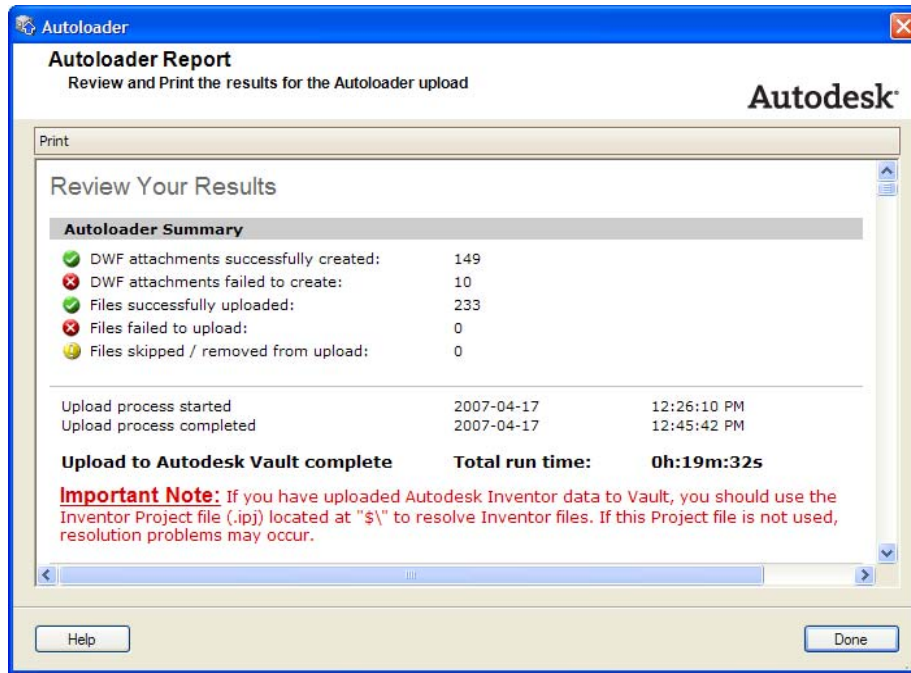 Autoloader
Autoloader Report
Review and Print the results for the Autoloader upload
Autodesk®
Print
Review Your Results
Autoloader Summary
DWF attachments successfully created: 149
DWF attachments failed to create: 10
Files successfully uploaded: 233
Files failed to upload: 0
Files skipped / removed from upload: 0
Upload process started 2007-04-17 12:26:10 PM
Upload process completed 2007-04-17 12:45:42 PM
Upload to Autodesk Vault complete Total run time: 0h:19m:32s
Important Note: If you have uploaded Autodesk Inventor data to Vault, you should use the
Inventor Project file (.ipj) located at "$\" to resolve Inventor files. If this Project file is not used,
resolution problems may occur.
Help Done